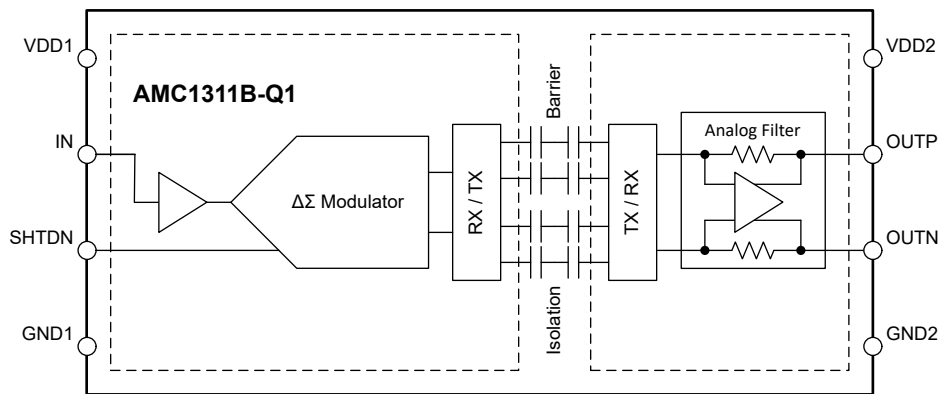 VDD1
VDD2
AMC1311B-Q1
Barrier
IN
Analog Filter
OUTP
ΔΣ Modulator
RX / TX
TX / RX
SHTDN
OUTN
Isolation
GND1
GND2